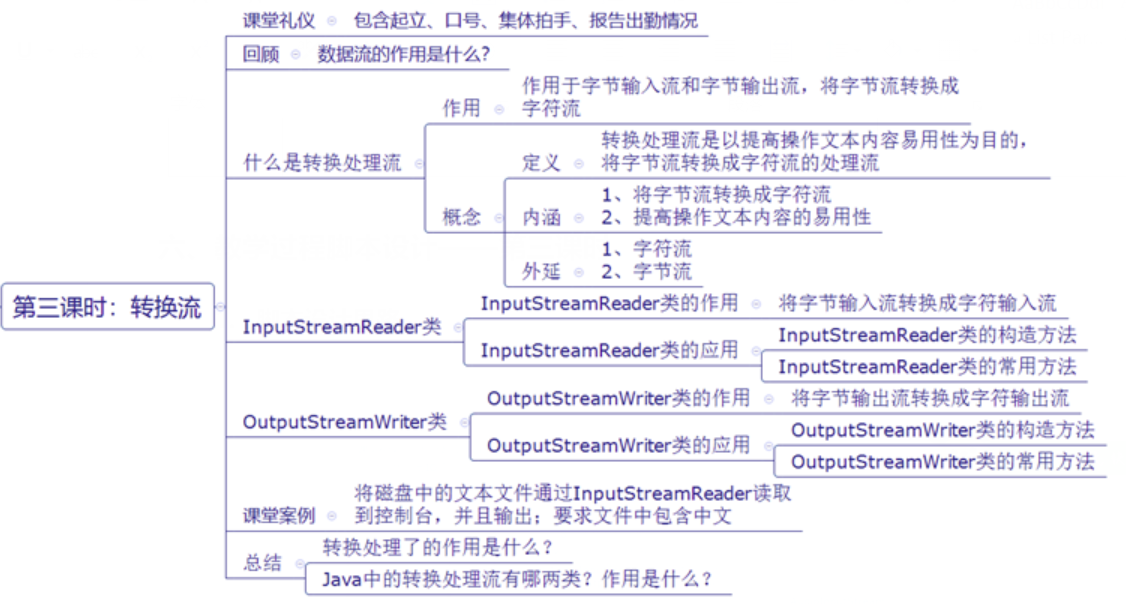 课堂礼仪 包含起立、口号、集体拍手、报告出勤情况
回顾 数据流的作用是什么?
什么是转换处理流
作用
作用于字节输入流和字节输出流，将字节流转换成
字符流
概念
定义
转换处理流是以提高操作文本内容易用性为目的，
将字节流转换成字符流的处理流
内涵
1、将字节流转换成字符流
2、提高操作文本内容的易用性
外延
1、字符流
2、字节流
第三课时：转换流
InputStreamReader类
InputStreamReader类的作用 将字节输入流转换成字符输入流
InputStreamReader类的应用
InputStreamReader类的构造方法
InputStreamReader类的常用方法
OutputStreamWriter类
OutputStreamWriter类的作用 将字节输出流转换成字符输出流
OutputStreamWriter类的应用
OutputStreamWriter类的构造方法
OutputStreamWriter类的常用方法
课堂案例
将磁盘中的文本文件通过InputStreamReader读取
到控制台，并且输出；要求文件中包含中文
总结
转换处理了的作用是什么？
Java中的转换处理流有哪两类？作用是什么？